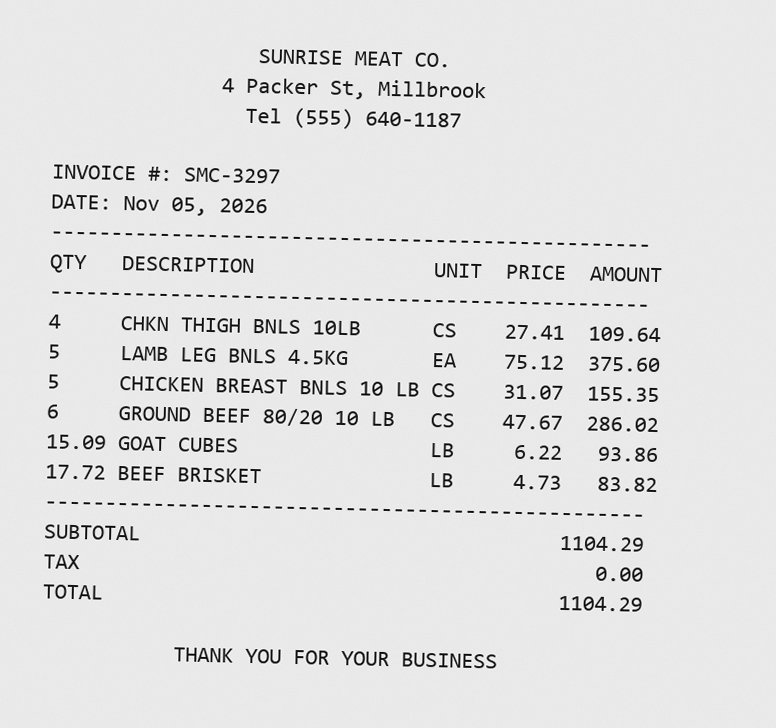 SUNRISE MEAT CO.
4 Packer St, Millbrook
Tel (555) 640-1187
INVOICE #: SMC-3297
DATE: Nov 05, 2026
--------------------------------------------------
QTY DESCRIPTION UNIT PRICE AMOUNT
--------------------------------------------------
4 CHKN THIGH BNLS 10LB CS 27.41 109.64
5 LAMB LEG BNLS 4.5KG EA 75.12 375.60
5 CHICKEN BREAST BNLS 10 LB CS 31.07 155.35
6 GROUND BEEF 80/20 10 LB CS 47.67 286.02
15.09 GOAT CUBES LB 6.22 93.86
17.72 BEEF BRISKET LB 4.73 83.82
--------------------------------------------------
SUBTOTAL 1104.29
TAX 0.00
TOTAL 1104.29
THANK YOU FOR YOUR BUSINESS